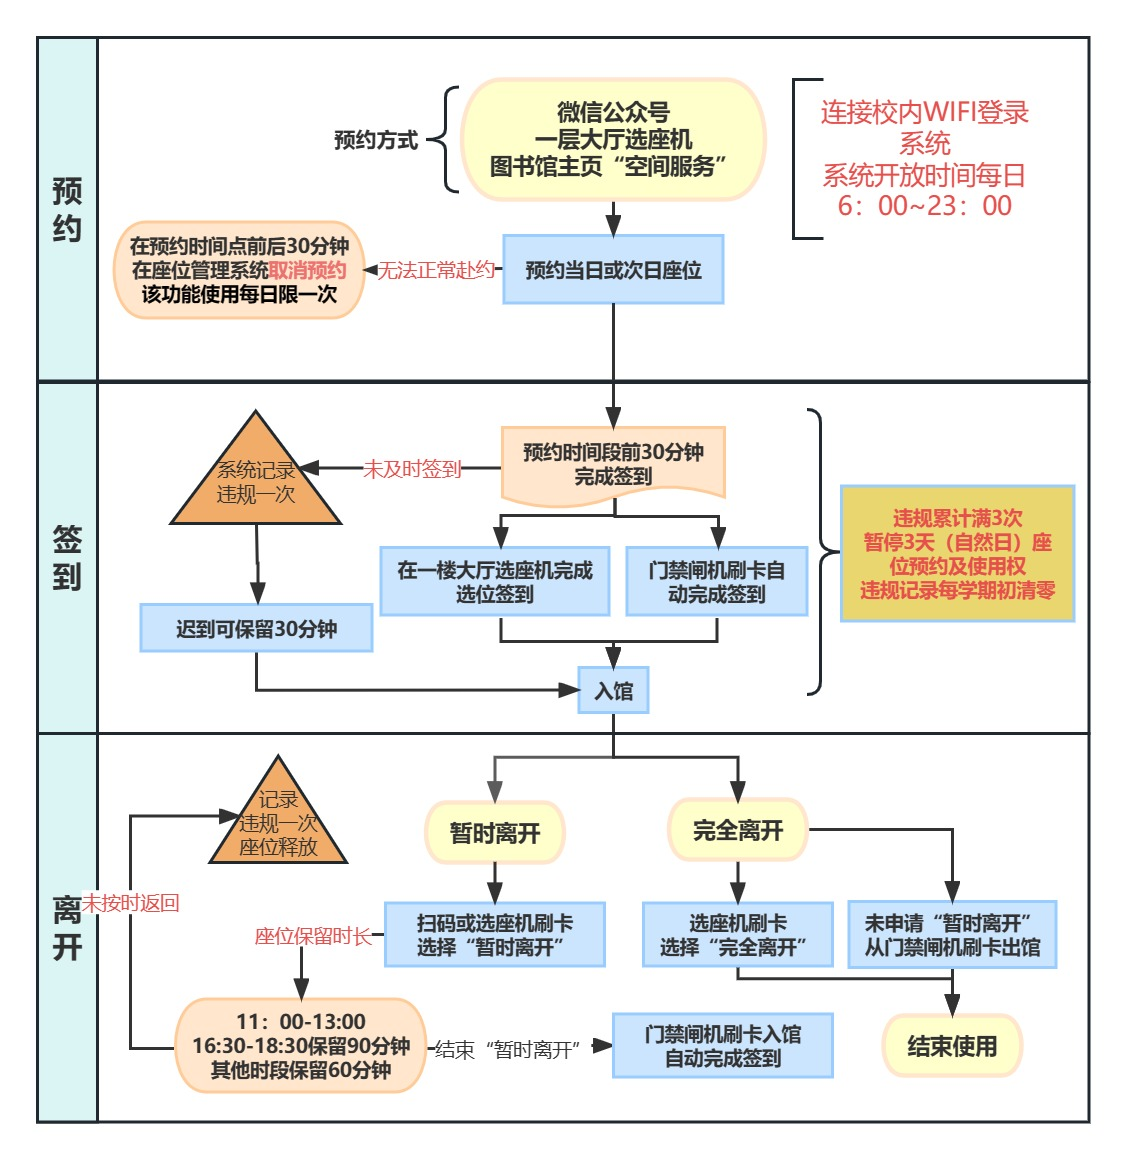 预
约
预约方式
微信公众号
一层大厅选座机
图书馆主页“空间服务”
连接校内WIFI登录
系统
系统开放时间每日
6：00~23：00
在预约时间点前后30分钟
在座位管理系统取消预约
该功能使用每日限一次
无法正常赴约
预约当日或次日座位
签
到
系统记录
违规一次
未及时签到
预约时间段前30分钟
完成签到
违规累计满3次
暂停3天（自然日）座
位预约及使用权
违规记录每学期初清零
在一楼大厅选座机完成
选位签到
门禁闸机刷卡自
动完成签到
迟到可保留30分钟
入馆
离
开
记录
违规一次
座位释放
暂时离开
完全离开
未按时返回
座位保留时长
扫码或选座机刷卡
选择“暂时离开”
选座机刷卡
选择“完全离开”
未申请“暂时离开”
从门禁闸机刷卡出馆
11：00-13:00
16:30-18:30保留90分钟
其他时段保留60分钟
结束“暂时离开”
门禁闸机刷卡入馆
自动完成签到
结束使用